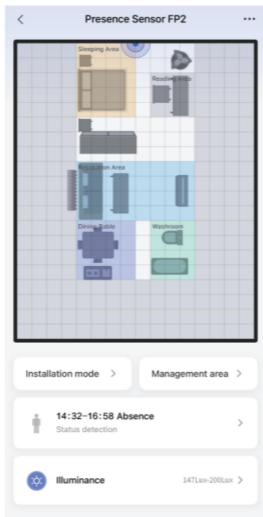 Presence Sensor FP2
Sleeping Area
Reading Area
Recreation Area
Dining Table
Washroom
Installation mode
Management area
14:32-16:58 Absence
Status detection
Illuminance
147Lux-200Lux